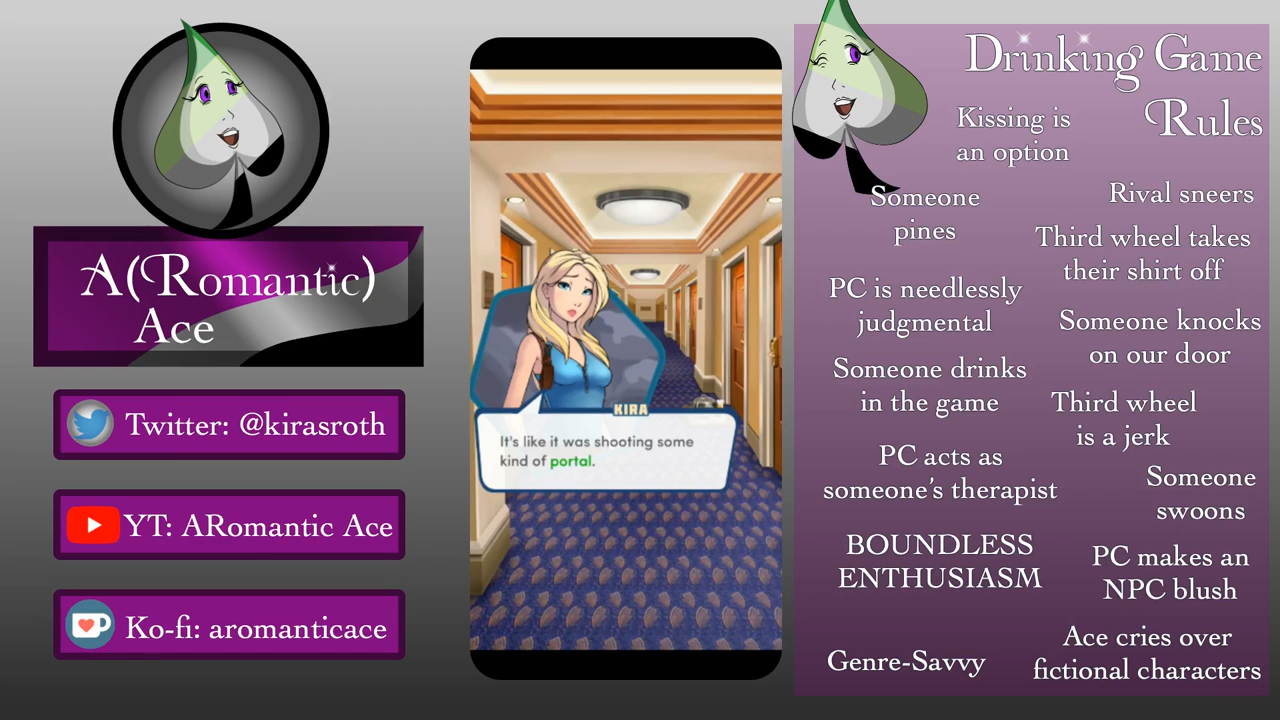 A(Romantic)
Ace
Twitter: @kirasroth
YT: ARomantic Ace
Ko-fi: aromanticace
KIRA
It's like it was shooting some
kind of portal.
Drinking Game
Rules
Kissing is
an option
Someone
pines
Rival sneers
Third wheel takes
their shirt off
PC is needlessly
judgmental
Someone knocks
on our door
Someone drinks
in the game
Third wheel
is a jerk
PC acts as
someone's therapist
Someone
swoons
BOUNDLESS
ENTHUSIASM
PC makes an
NPC blush
Genre-Savvy
Ace cries over
fictional characters